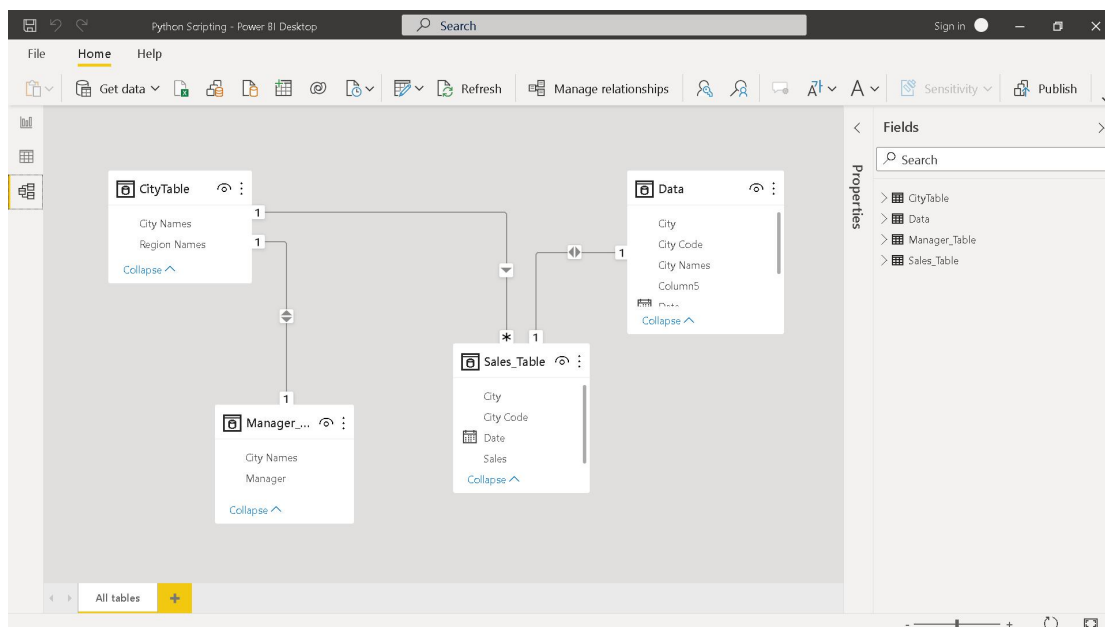 Python Scripting - Power BI Desktop
Search
Sign in
File Home Help
Get data Refresh Manage relationships Sensitivity Publish
Fields
Search
CityTable
Data
Manager_Table
Sales_Table
Properties
CityTable
City Names
Region Names
Collapse
1
1
1
Manager_...
City Names
Manager
Collapse
* 1
1
Sales_Table
City
City Code
Date
Sales
Collapse
Data
City
City Code
City Names
Column5
Date
Collapse
All tables +
- +